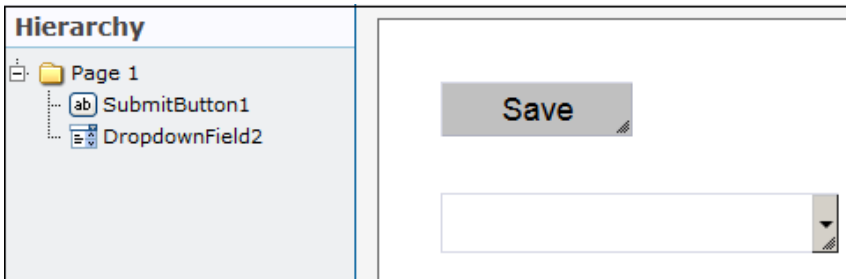 Hierarchy
Page 1
ab SubmitButton1
DropdownField2
Save